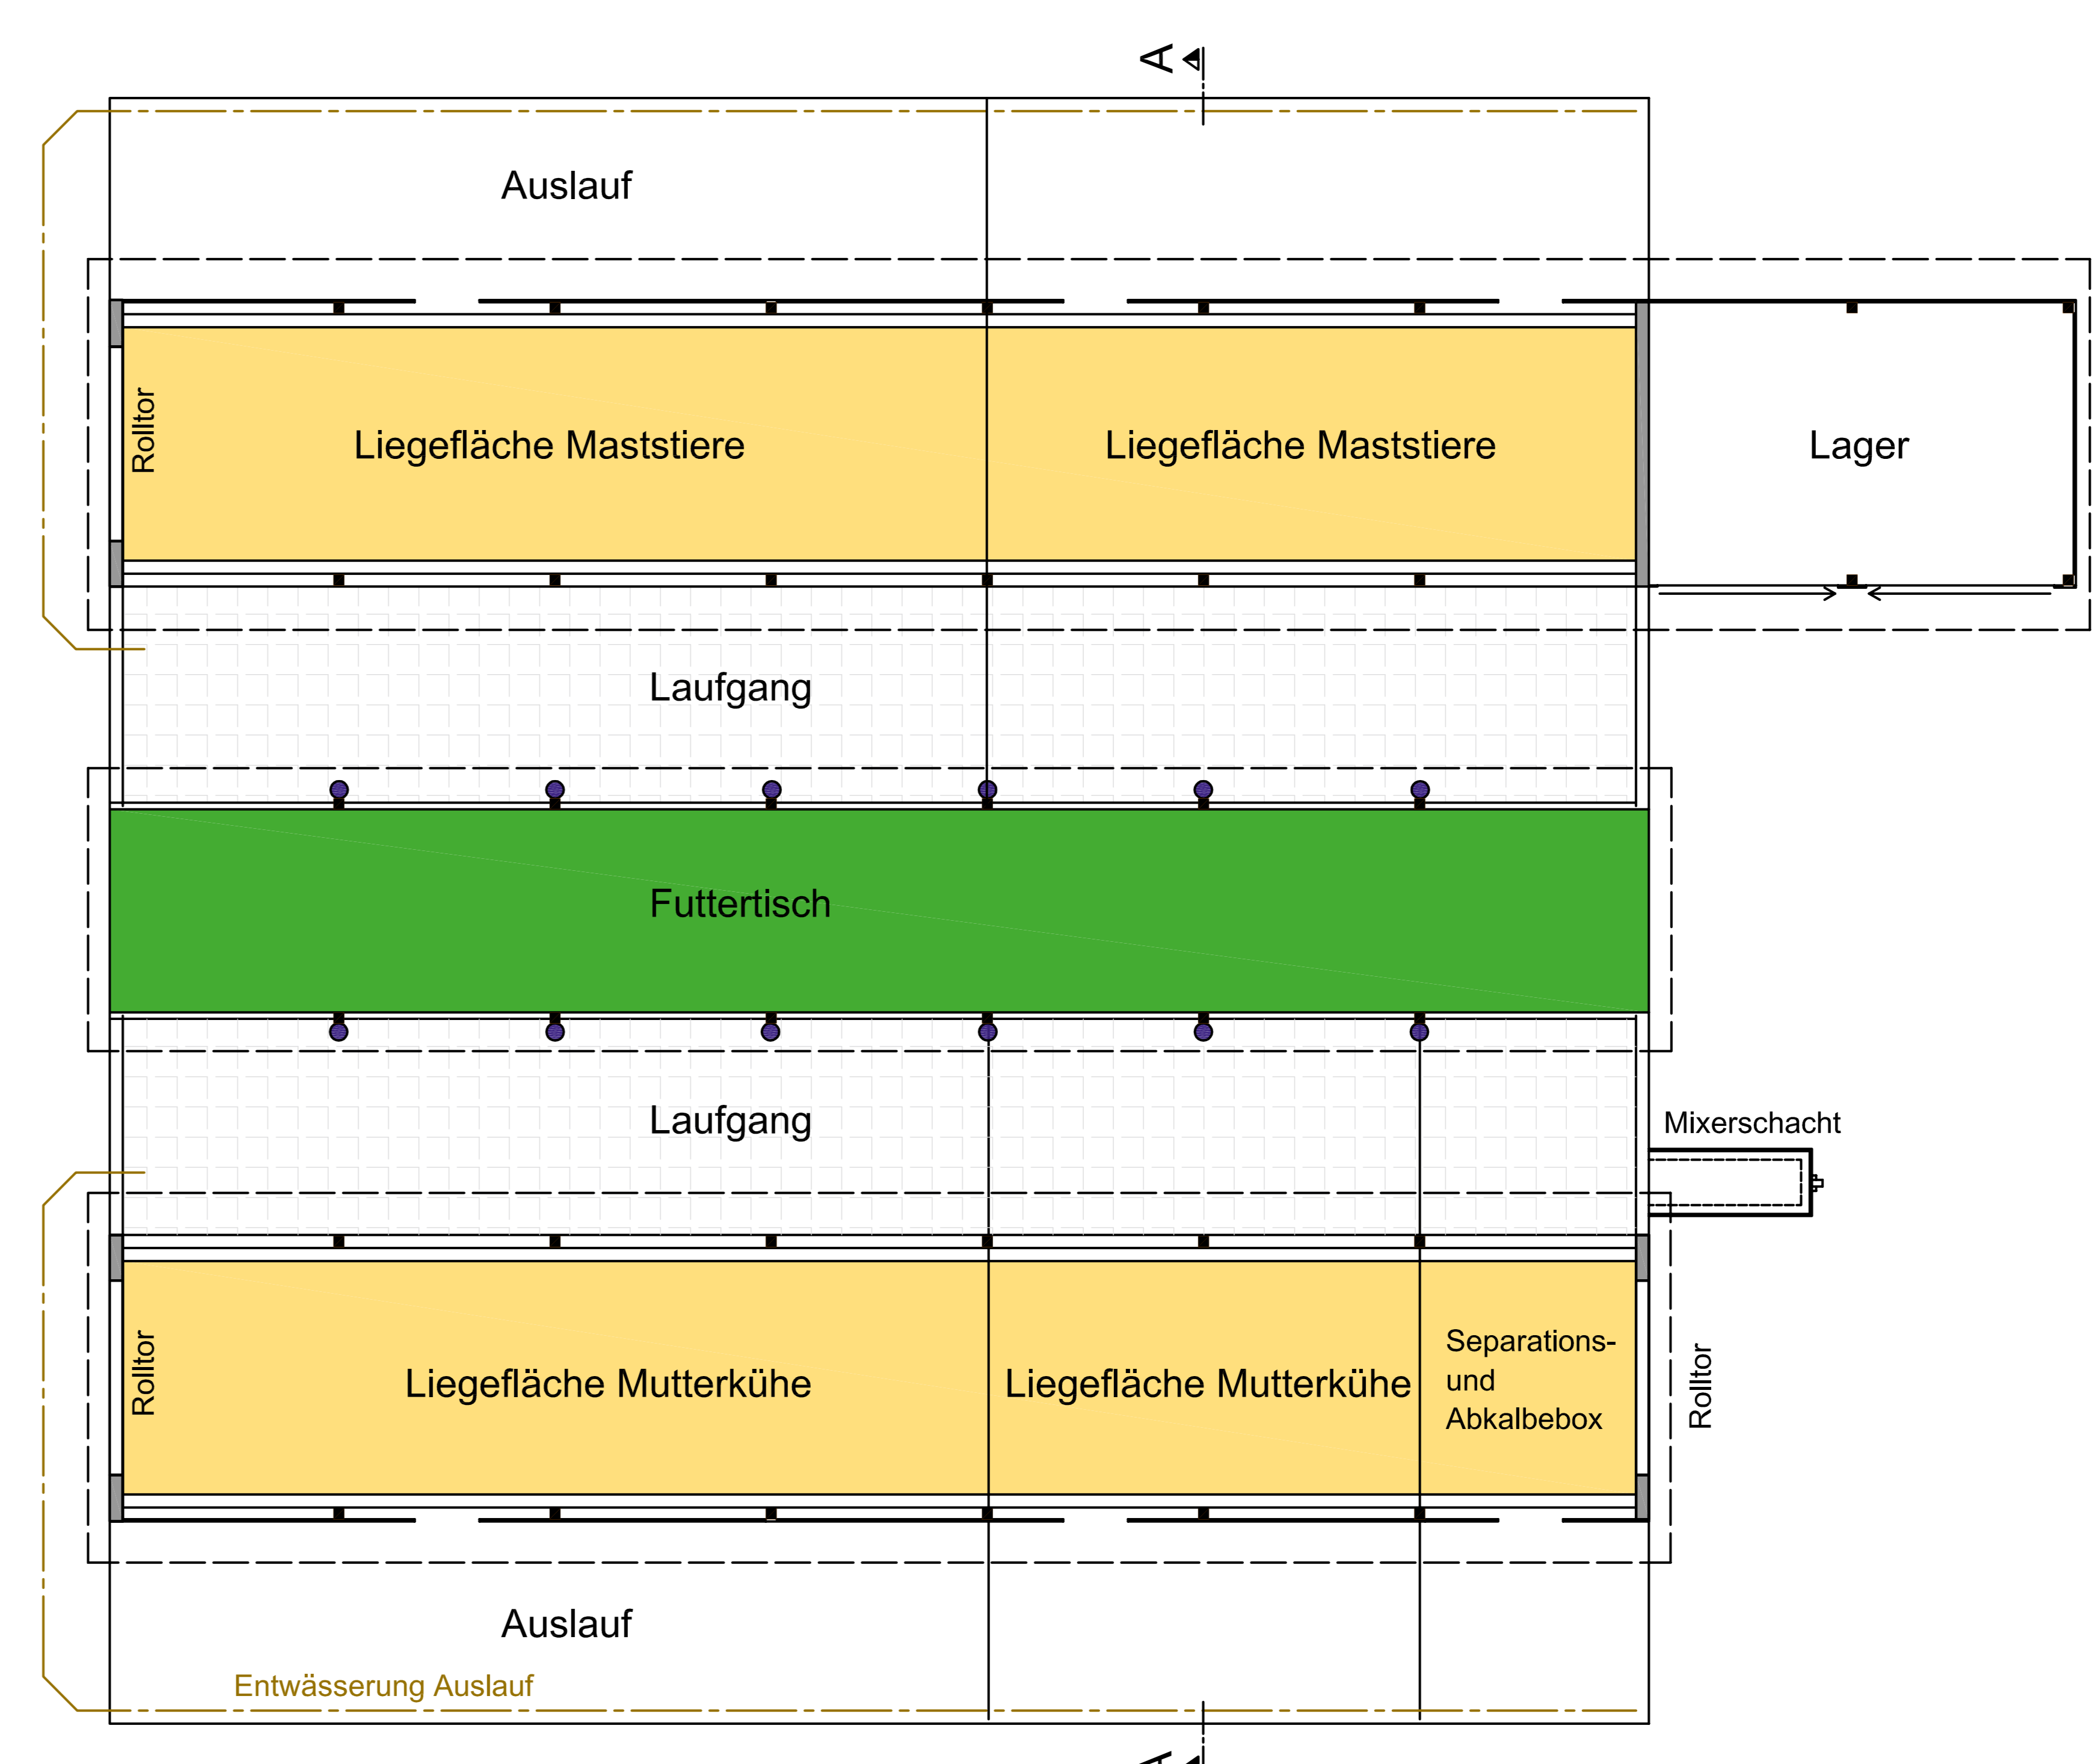 A
Auslauf
Rolltor
Liegefläche Maststiere
Liegefläche Maststiere
Lager
Laufgang
Futtertisch
Laufgang
Mixerschacht
Rolltor
Liegefläche Mutterkühe
Liegefläche Mutterkühe
Separations-
und
Abkalbebox
Rolltor
Auslauf
Entwässerung Auslauf
A